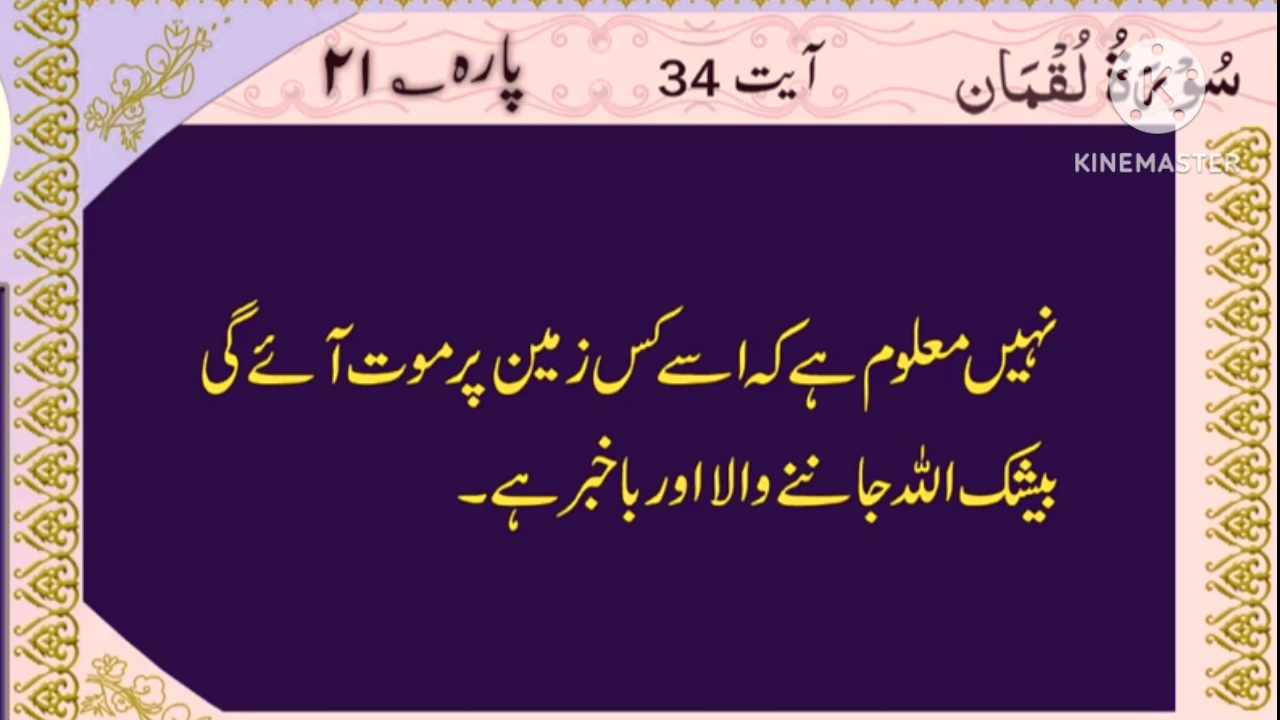 سُوْرَةُ لُقْمَان آیت 34 پارہ ۲۱
KINEMASTER
نہیں معلوم ہے کہ اسے کس زمین پر موت آئے گی
بیشک اللہ جاننے والا اور باخبر ہے۔